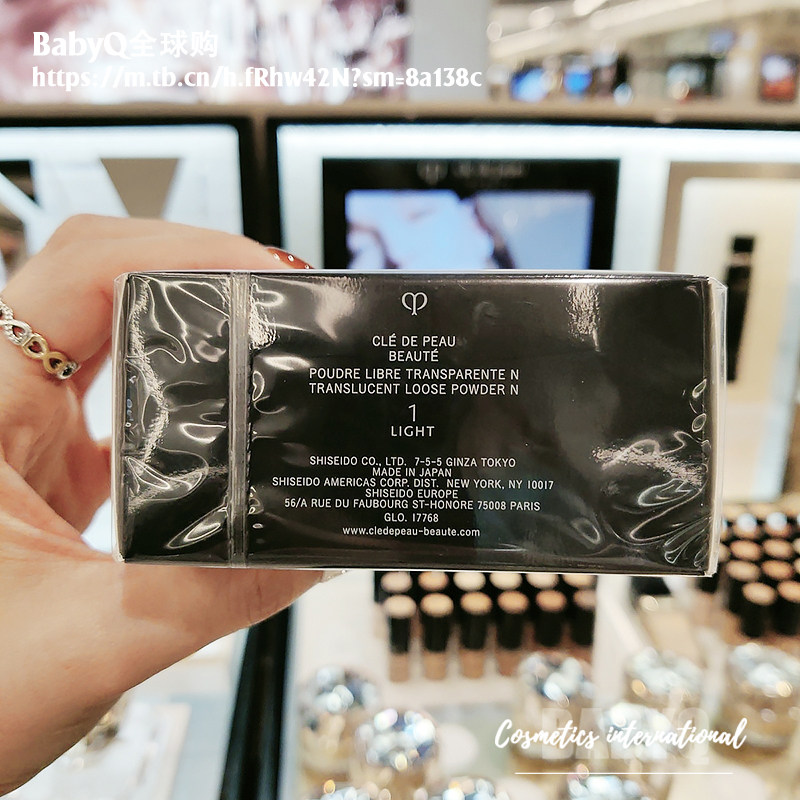 BabyQ全球购
https://m.tb.cn/h.fRhw42N?sm=8a138c
CLÉ DE PEAU
BEAUTÉ
POUDRE LIBRE TRANSPARENTE N
TRANSLUCENT LOOSE POWDER N
1
LIGHT
SHISEIDO CO., LTD. 7-5-5 GINZA TOKYO
MADE IN JAPAN
SHISEIDO AMERICAS CORP. DIST. NEW YORK, NY 10017
SHISEIDO EUROPE
56/A RUE DU FAUBOURG ST-HONORE 75008 PARIS
GLO. 17768
www.cledepeau-beaute.com
Cosmetics international